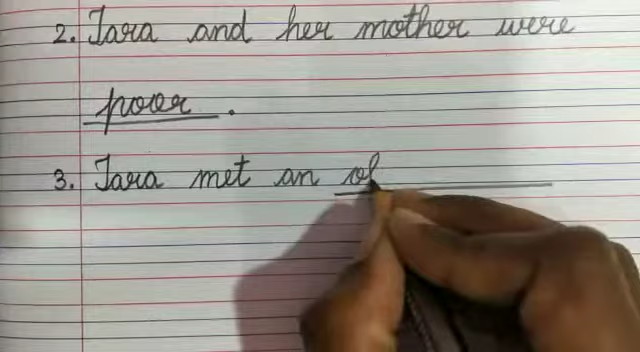 2. Tara and her mother were
poor.
3. Tara met an ol